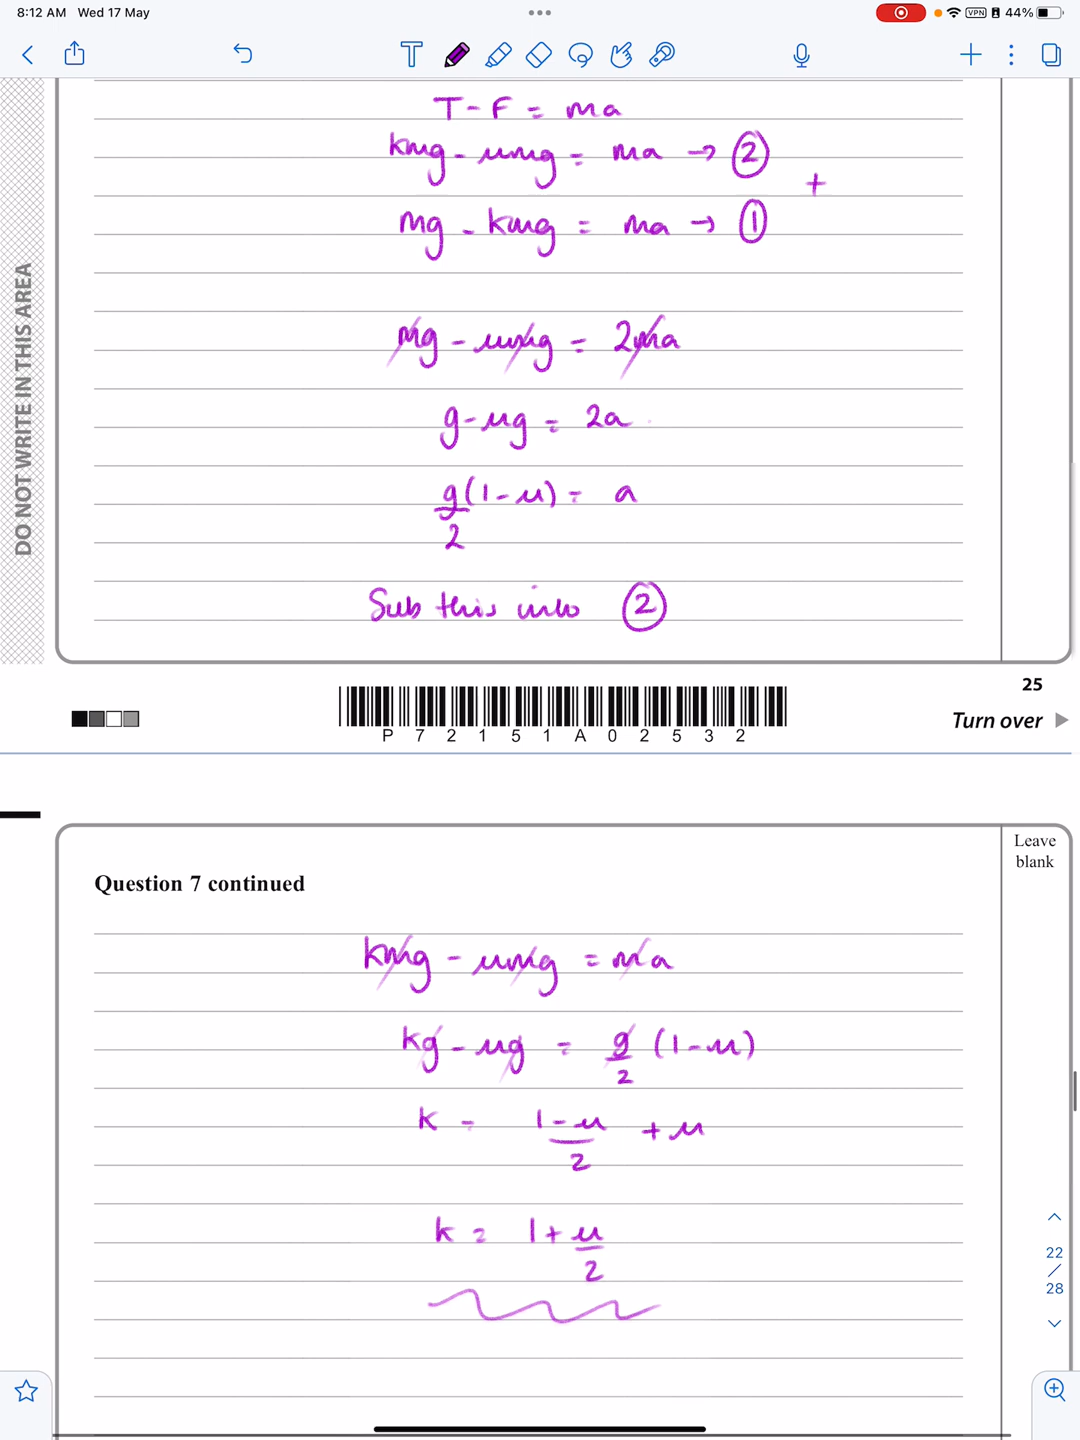 8:12 AM Wed 17 May
VPN 44%
T - F = ma
kmg - μmg = ma → ②
+
mg - kmg = ma → ①
mg - μmg = 2ma
g - μg = 2a
g/2 (1 - μ) = a
Sub this into ②
DO NOT WRITE IN THIS AREA
25
P 7 2 1 5 1 A 0 2 5 3 2
Turn over
Leave
blank
Question 7 continued
kmg - μmg = ma
kg - μg = g/2 (1 - μ)
k = 1 - μ/2 + μ
k = 1 + μ/2
22
/
28